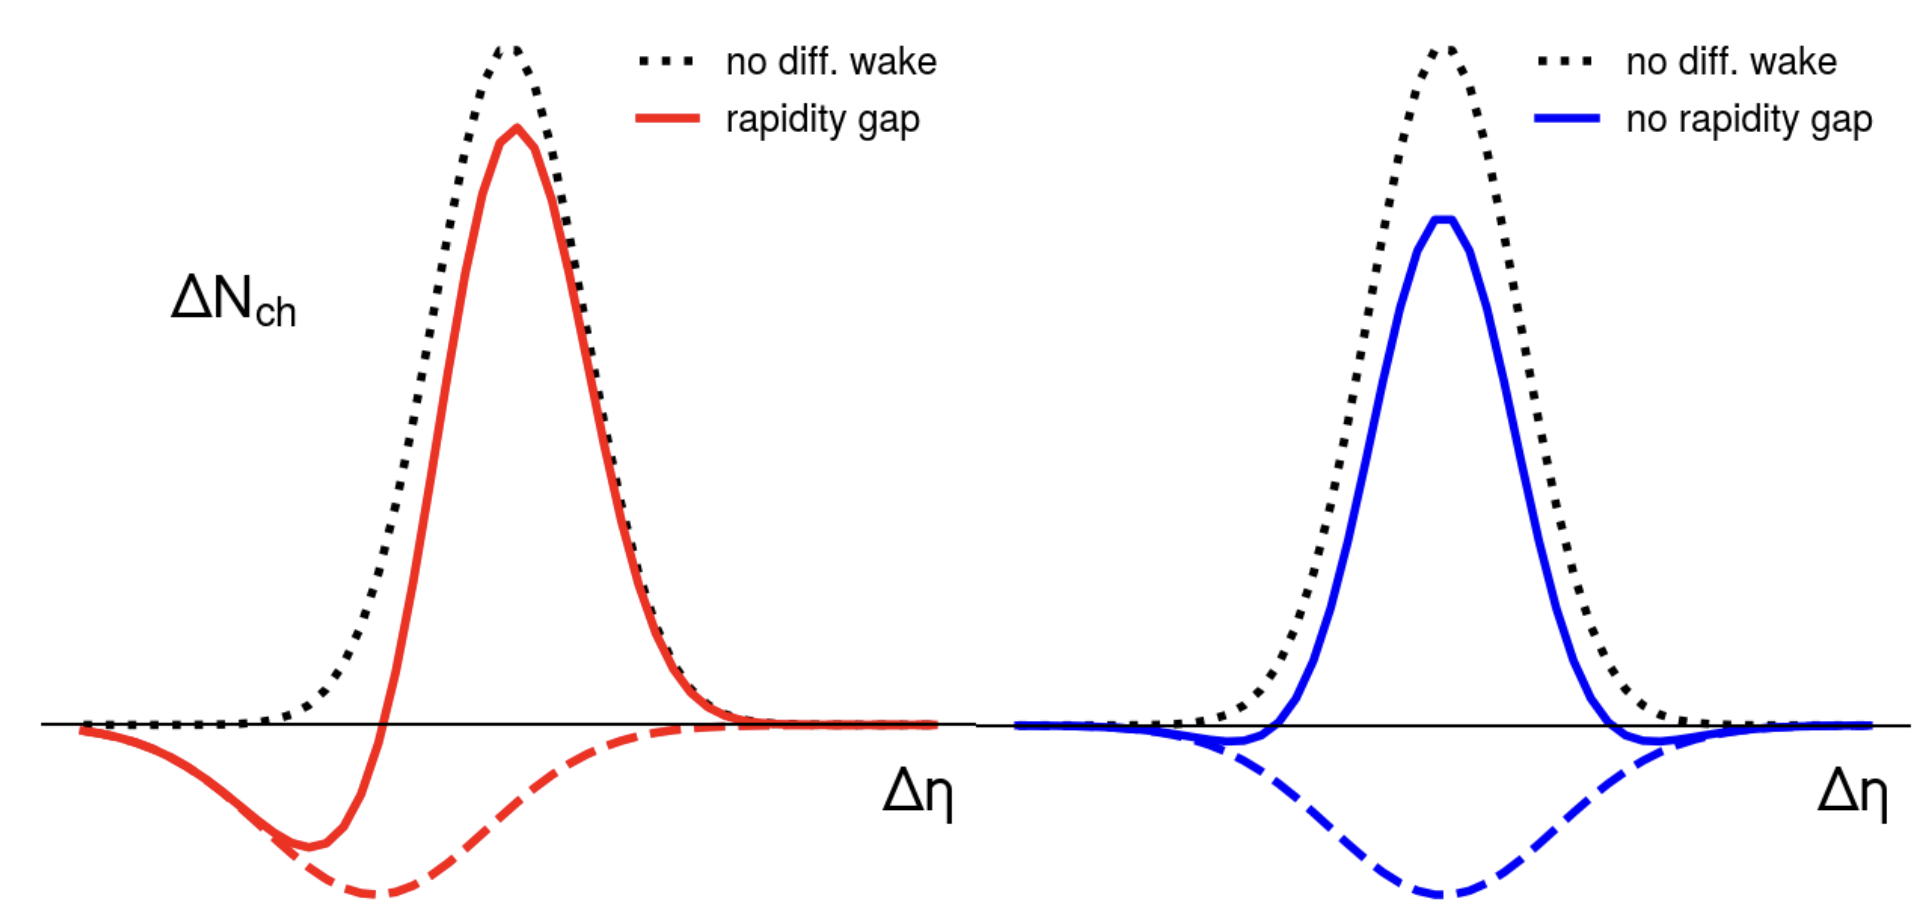 no diff. wake
rapidity gap
ΔNch
Δη
no diff. wake
no rapidity gap
Δη